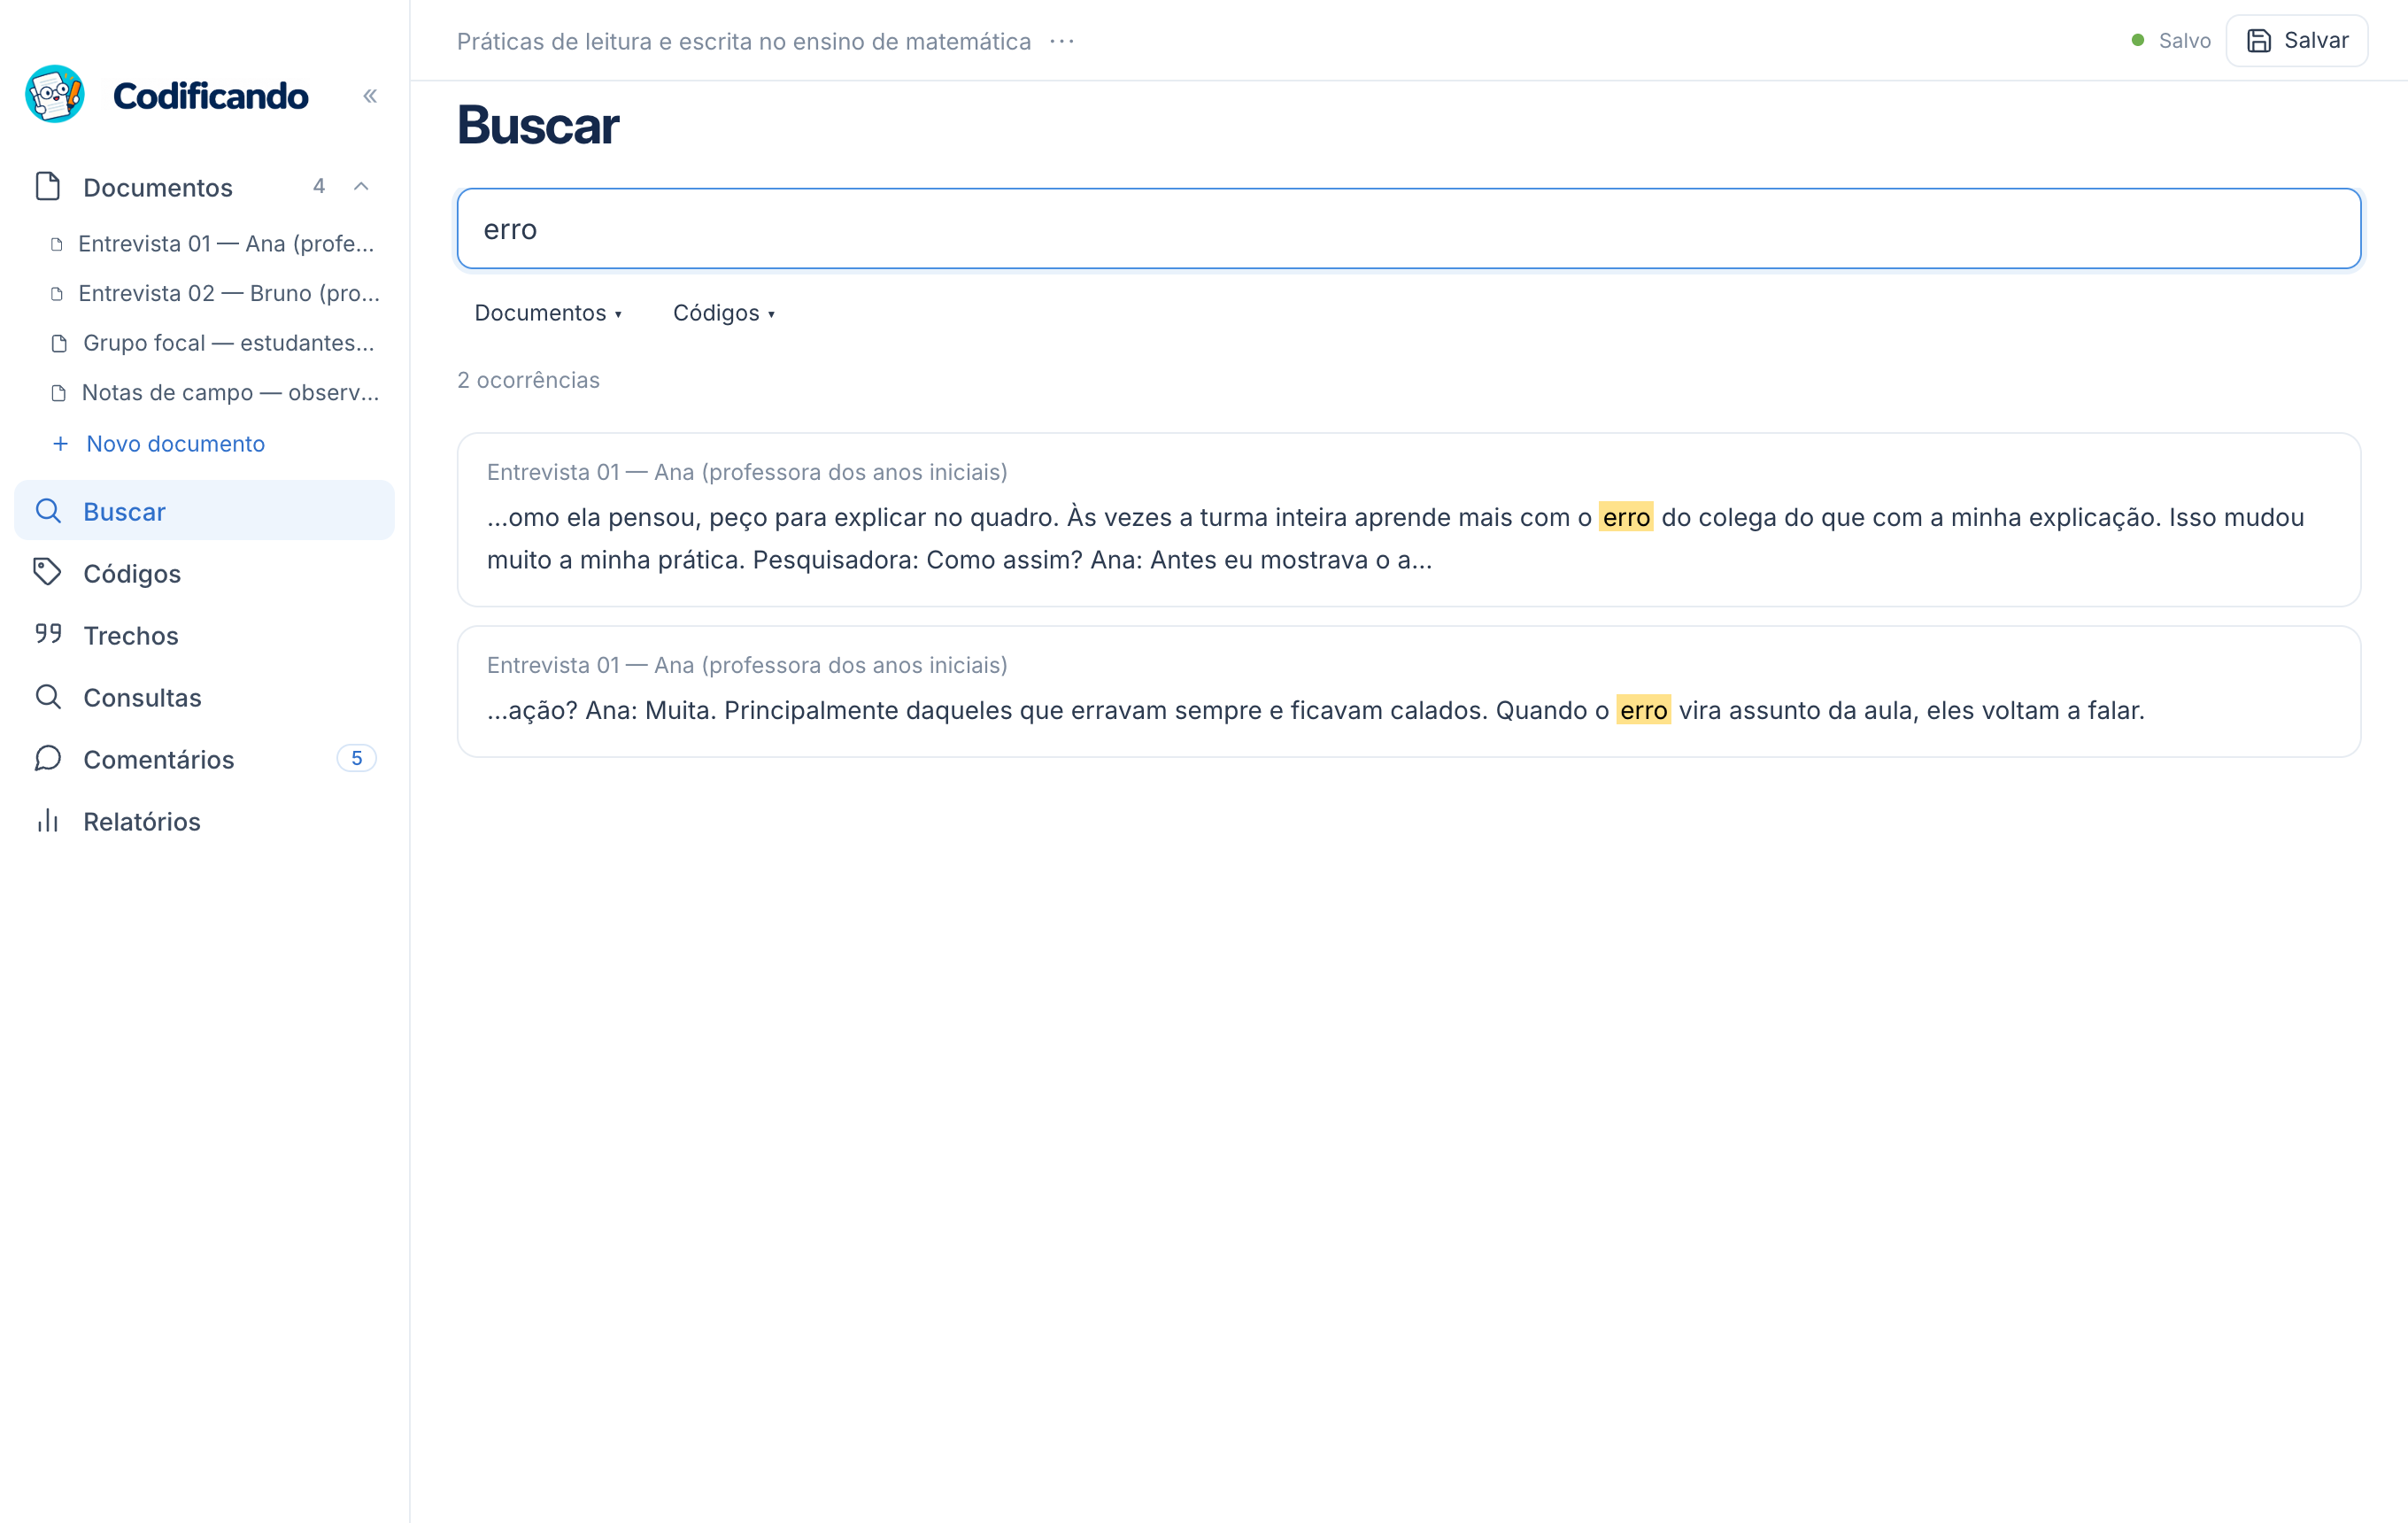 Codificando
«
Documentos 4
Entrevista 01 — Ana (profe...
Entrevista 02 — Bruno (pro...
Grupo focal — estudantes...
Notas de campo — observ...
+ Novo documento
Buscar
Códigos
Trechos
Consultas
Comentários 5
Relatórios
Práticas de leitura e escrita no ensino de matemática ···
Salvo Salvar
Buscar
erro
Documentos ▾ Códigos ▾
2 ocorrências
Entrevista 01 — Ana (professora dos anos iniciais)
...omo ela pensou, peço para explicar no quadro. Às vezes a turma inteira aprende mais com o erro do colega do que com a minha explicação. Isso mudou
muito a minha prática. Pesquisadora: Como assim? Ana: Antes eu mostrava o a...
Entrevista 01 — Ana (professora dos anos iniciais)
...ação? Ana: Muita. Principalmente daqueles que erravam sempre e ficavam calados. Quando o erro vira assunto da aula, eles voltam a falar.